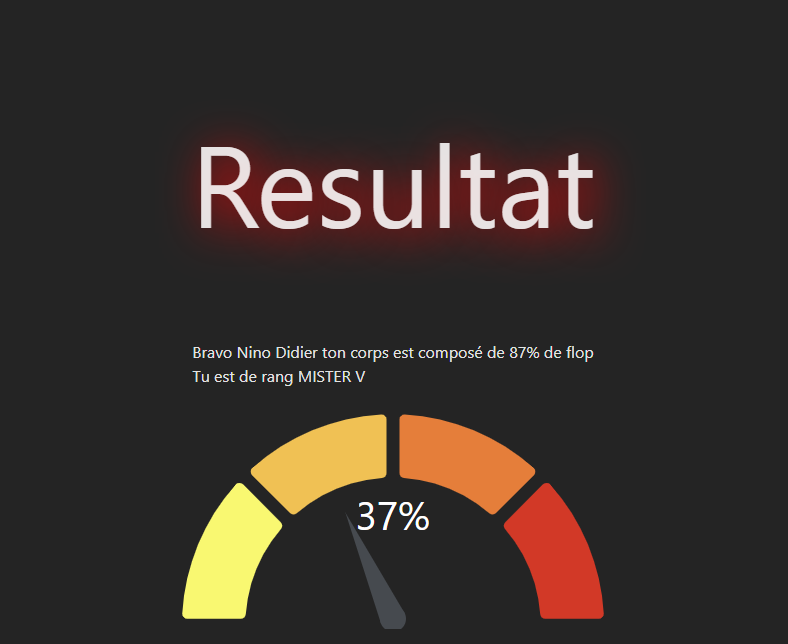 Resultat
Bravo Nino Didier ton corps est composé de 87% de flop
Tu est de rang MISTER V
37%